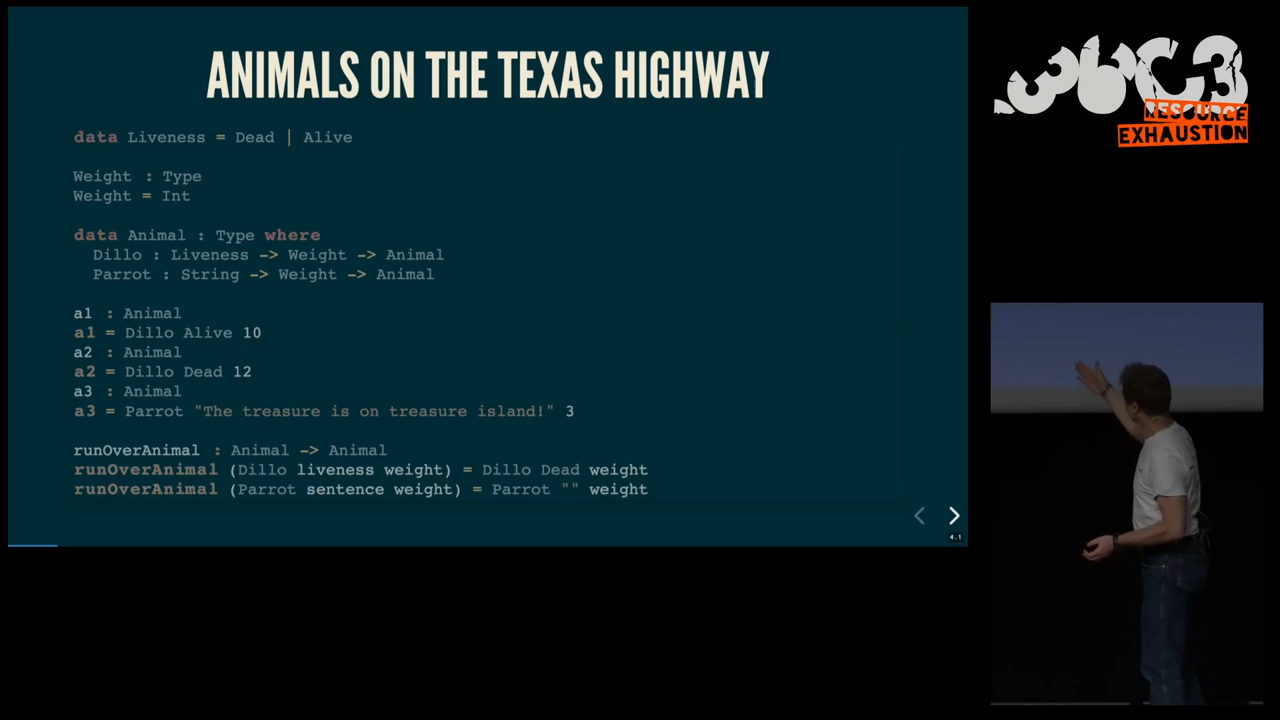 ANIMALS ON THE TEXAS HIGHWAY
data Liveness = Dead | Alive
Weight : Type
Weight = Int
data Animal : Type where
Dillo : Liveness -> Weight -> Animal
Parrot : String -> Weight -> Animal
a1 : Animal
a1 = Dillo Alive 10
a2 : Animal
a2 = Dillo Dead 12
a3 : Animal
a3 = Parrot "The treasure is on treasure island!" 3
runOverAnimal : Animal -> Animal
runOverAnimal (Dillo liveness weight) = Dillo Dead weight
runOverAnimal (Parrot sentence weight) = Parrot "" weight
4.1
36C3
RESOURCE
EXHAUSTION